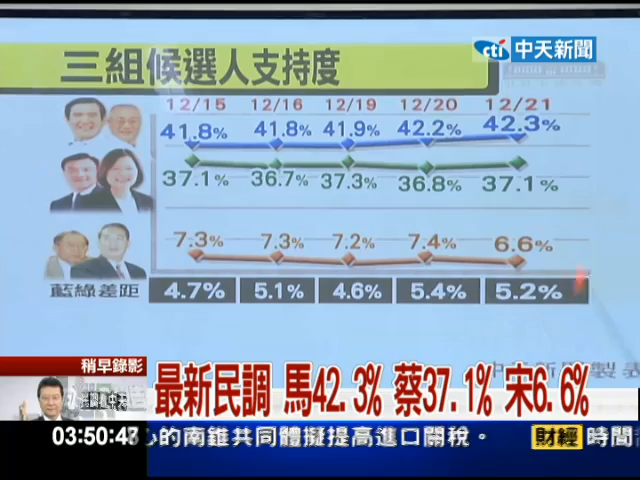 cti 中天新聞
三組候選人支持度
12/15 12/16 12/19 12/20 12/21
41.8% 41.8% 41.9% 42.2% 42.3%
37.1% 36.7% 37.3% 36.8% 37.1%
7.3% 7.3% 7.2% 7.4% 6.6%
藍綠差距 4.7% 5.1% 4.6% 5.4% 5.2%
稍早錄影
最新民調 馬42.3% 蔡37.1% 宋6.6%
03:50:47 心的南錐共同體擬提高進口關稅。 財經 時間